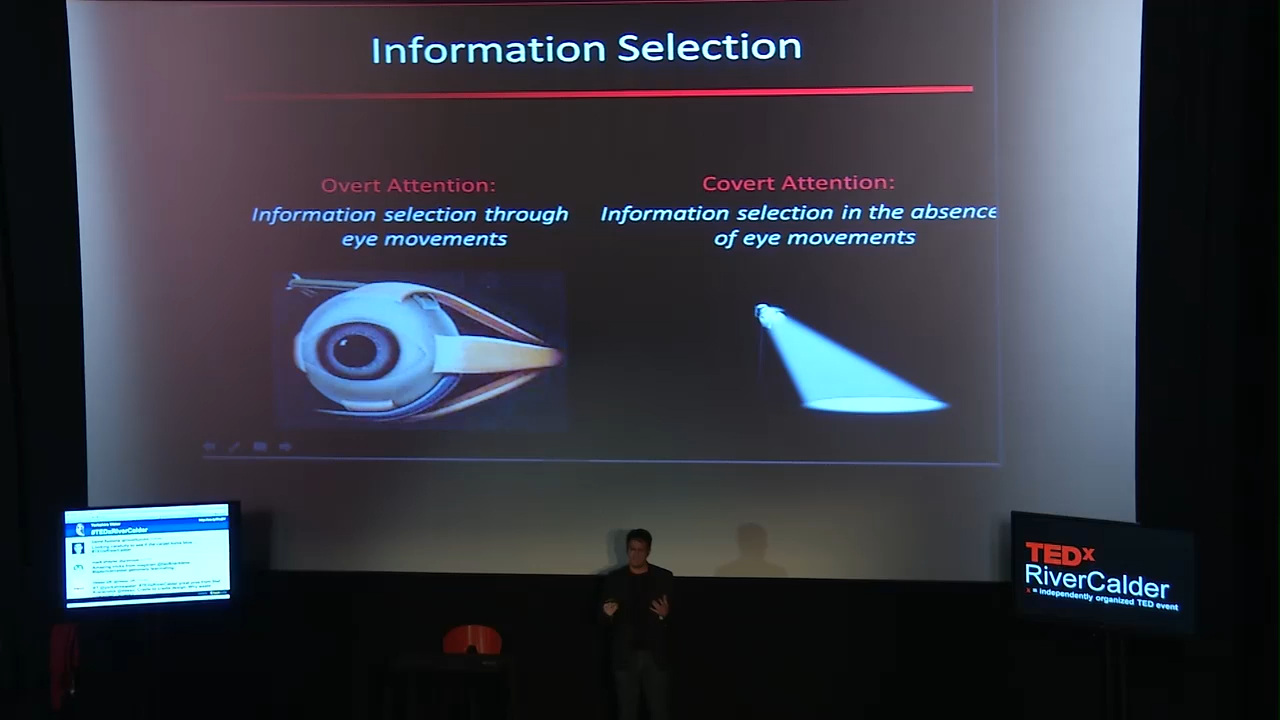 Information Selection
Overt Attention:
Information selection through
eye movements
Covert Attention:
Information selection in the absence
of eye movements
#TEDxRiverCalder
TEDx
RiverCalder
x = independently organized TED event